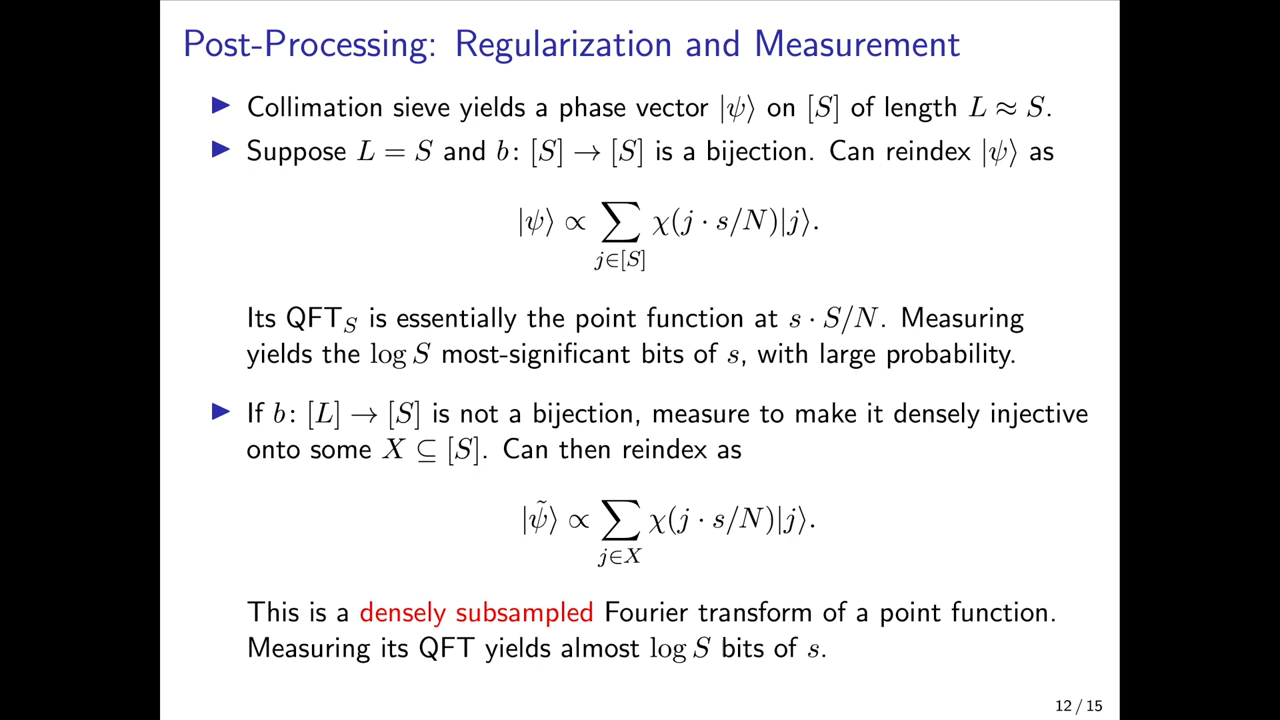 Post-Processing: Regularization and Measurement
▶ Collimation sieve yields a phase vector |ψ⟩ on [S] of length L ≈ S.
▶ Suppose L = S and b: [S] → [S] is a bijection. Can reindex |ψ⟩ as
|ψ⟩ ∝ ∑_{j∈[S]} χ(j · s/N)|j⟩.
Its QFT_S is essentially the point function at s · S/N. Measuring
yields the log S most-significant bits of s, with large probability.
▶ If b: [L] → [S] is not a bijection, measure to make it densely injective
onto some X ⊆ [S]. Can then reindex as
|ψ̃⟩ ∝ ∑_{j∈X} χ(j · s/N)|j⟩.
This is a densely subsampled Fourier transform of a point function.
Measuring its QFT yields almost log S bits of s.
12 / 15